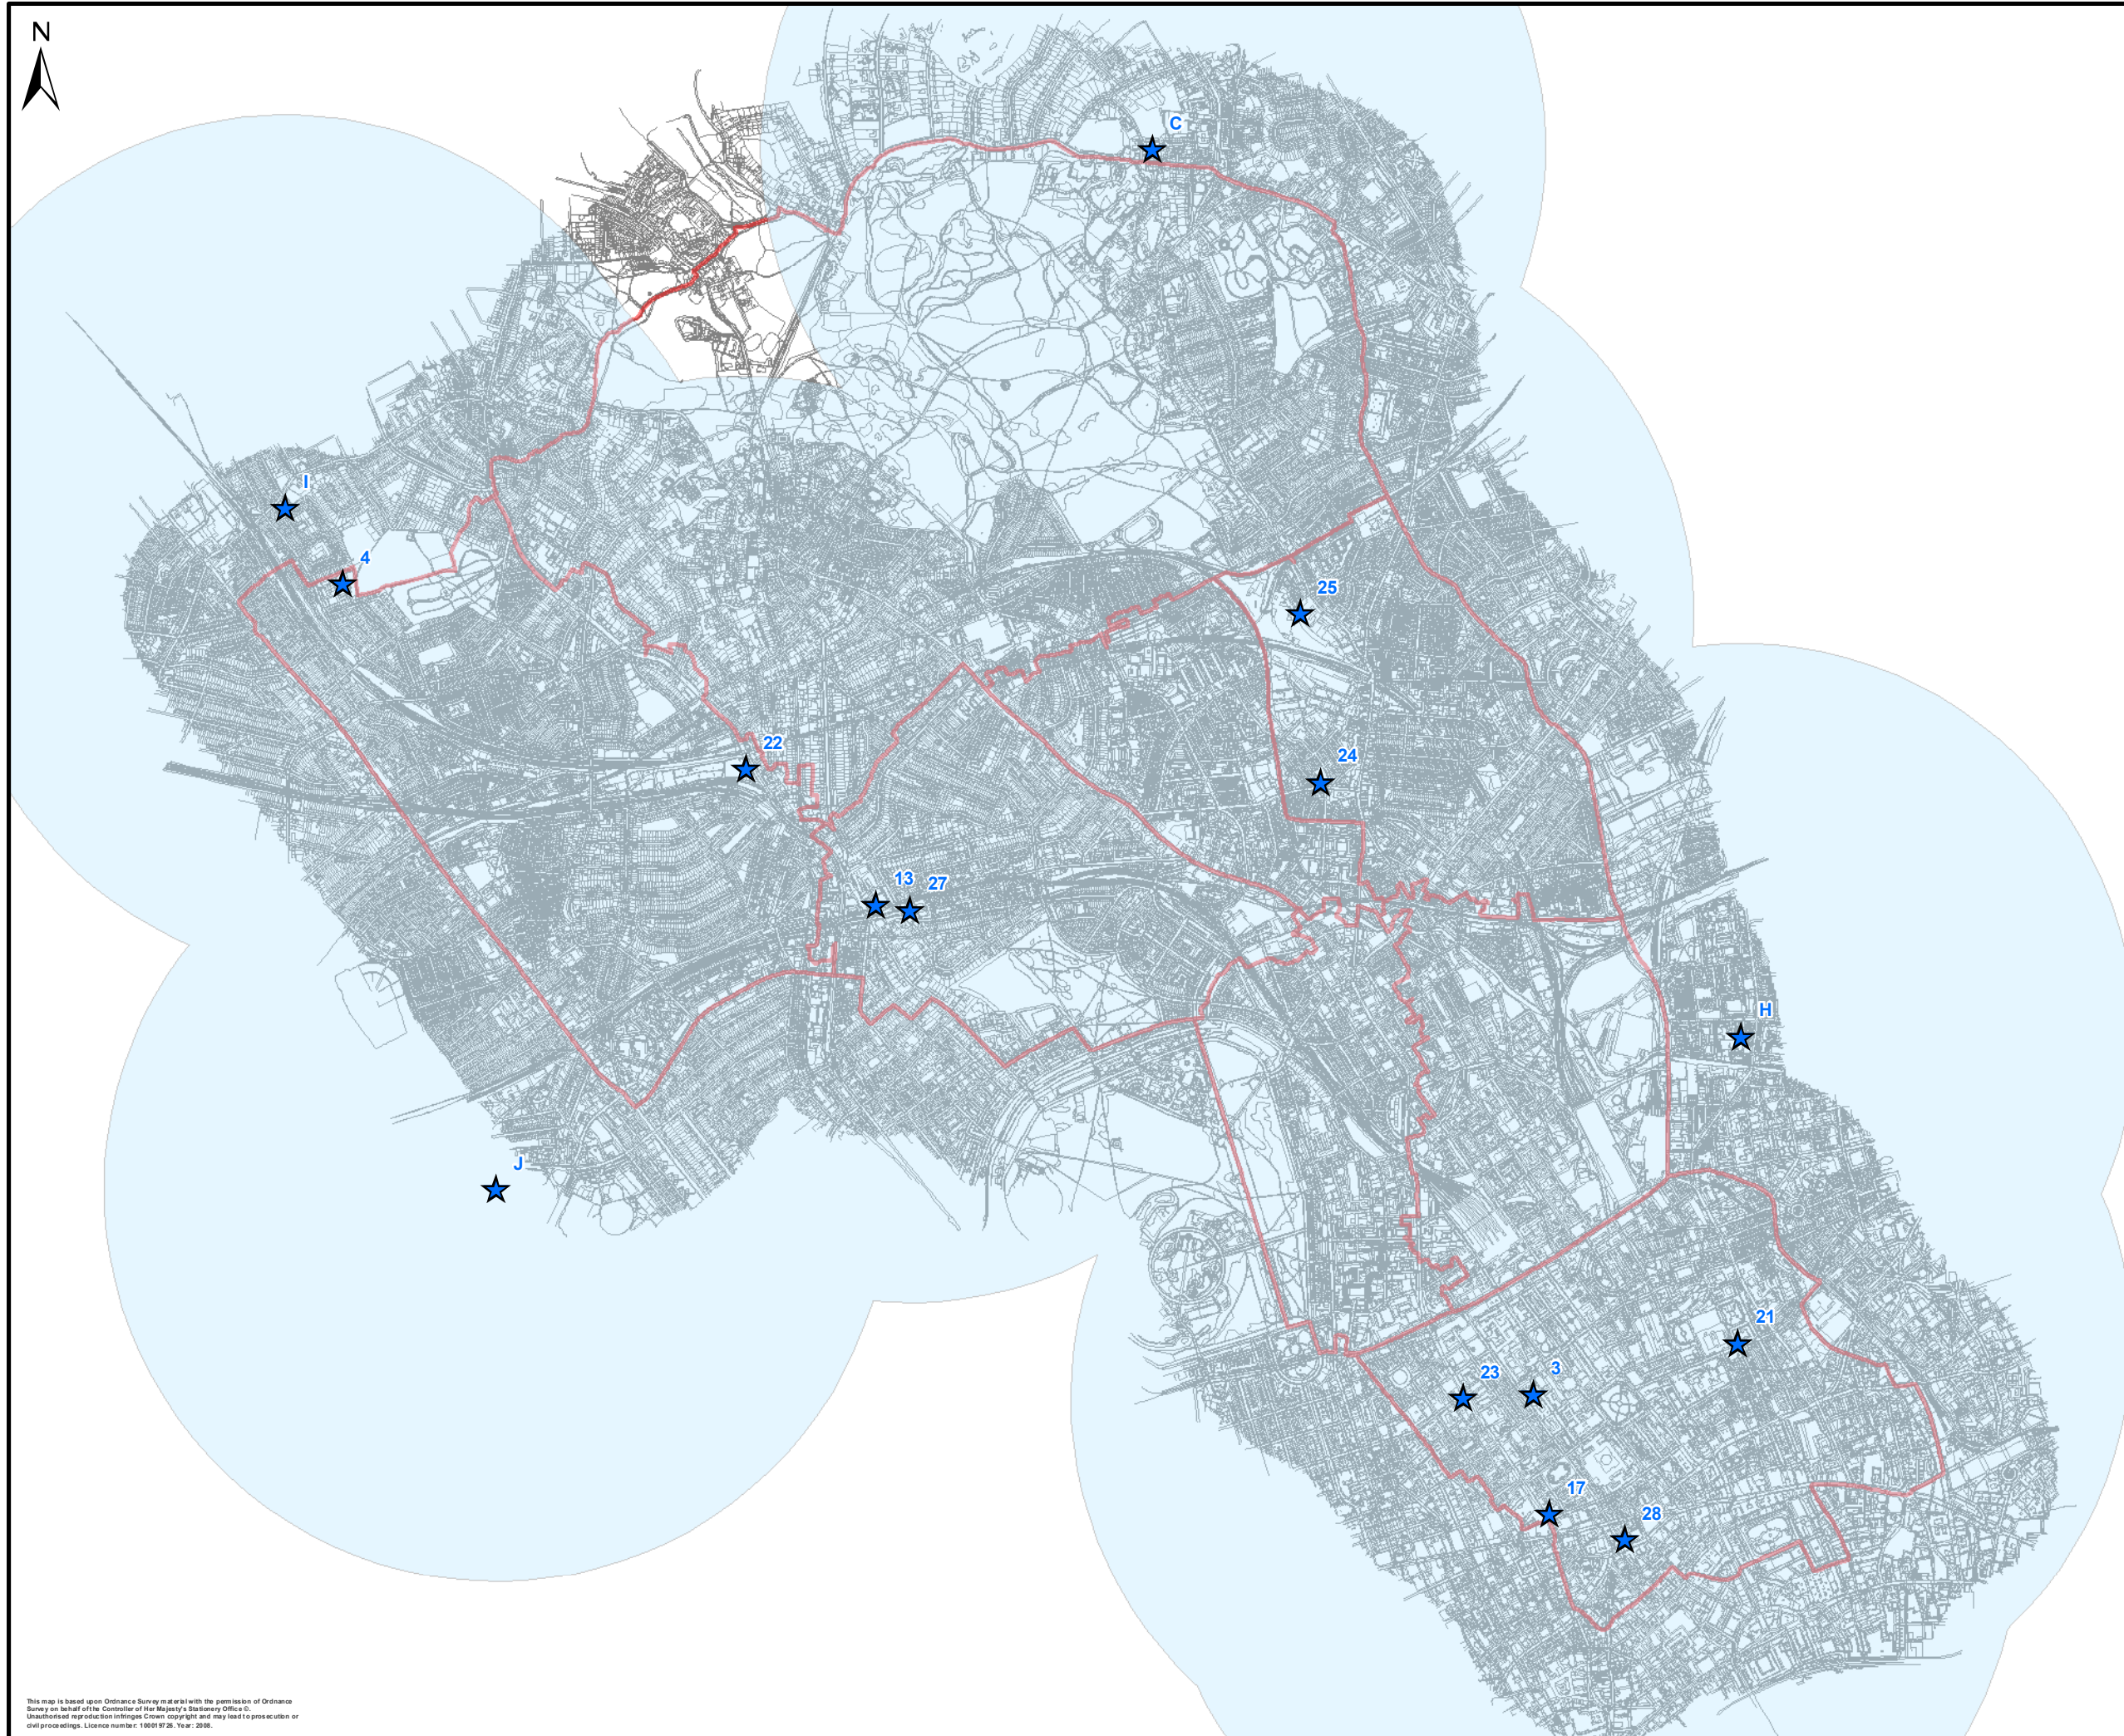 N
C
I
4
25
22
24
13
27
H
J
21
23
3
17
28
This map is based upon Ordnance Survey material with the permission of Ordnance
Survey on behalf of the Controller of Her Majesty's Stationery Office ©.
Unauthorised reproduction infringes Crown copyright and may lead to prosecution or
civil proceedings. Licence number: 100019726. Year: 2008.